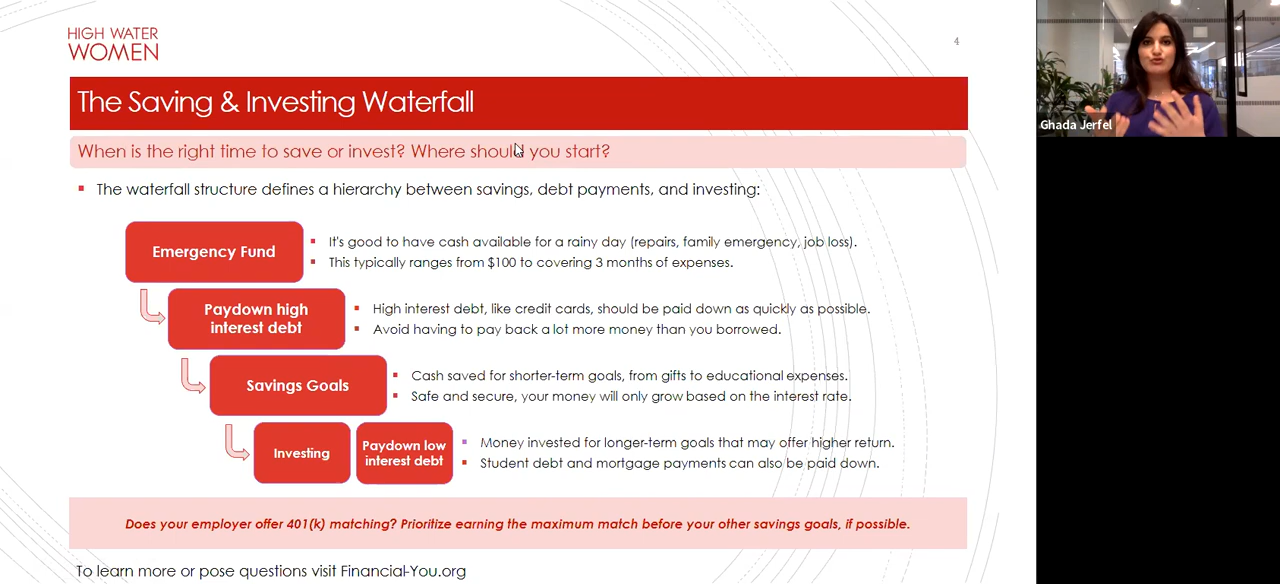 HIGH WATER
WOMEN
4
The Saving & Investing Waterfall
When is the right time to save or invest? Where should you start?
The waterfall structure defines a hierarchy between savings, debt payments, and investing:
Emergency Fund
It's good to have cash available for a rainy day (repairs, family emergency, job loss).
This typically ranges from $100 to covering 3 months of expenses.
Paydown high
interest debt
High interest debt, like credit cards, should be paid down as quickly as possible.
Avoid having to pay back a lot more money than you borrowed.
Savings Goals
Cash saved for shorter-term goals, from gifts to educational expenses.
Safe and secure, your money will only grow based on the interest rate.
Investing
Paydown low
interest debt
Money invested for longer-term goals that may offer higher return.
Student debt and mortgage payments can also be paid down.
Does your employer offer 401(k) matching? Prioritize earning the maximum match before your other savings goals, if possible.
To learn more or pose questions visit Financial-You.org
Ghada Jerfel